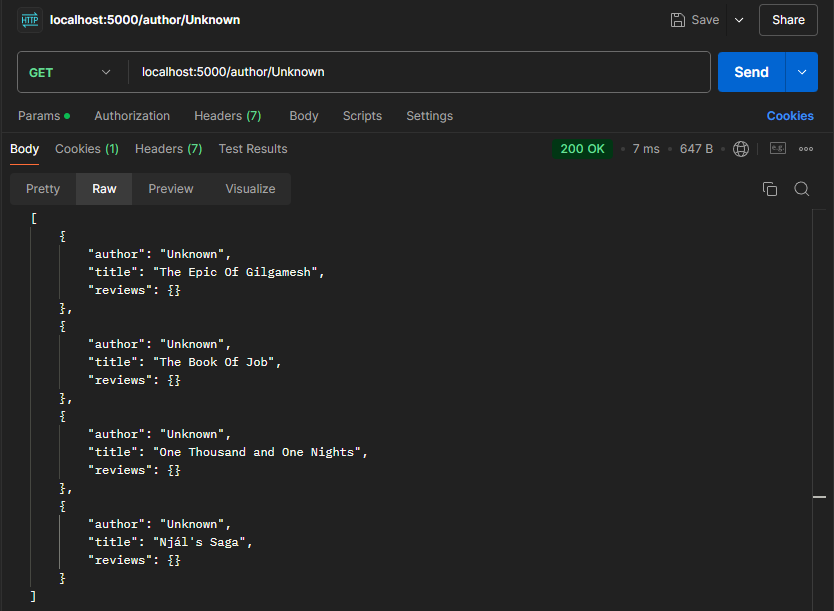 HTTP localhost:5000/author/Unknown Save Share
GET localhost:5000/author/Unknown Send
Params Authorization Headers (7) Body Scripts Settings Cookies
Body Cookies (1) Headers (7) Test Results 200 OK • 7 ms • 647 B • e.g.
Pretty Raw Preview Visualize
[
    {
        "author": "Unknown",
        "title": "The Epic Of Gilgamesh",
        "reviews": {}
    },
    {
        "author": "Unknown",
        "title": "The Book Of Job",
        "reviews": {}
    },
    {
        "author": "Unknown",
        "title": "One Thousand and One Nights",
        "reviews": {}
    },
    {
        "author": "Unknown",
        "title": "Njál's Saga",
        "reviews": {}
    }
]